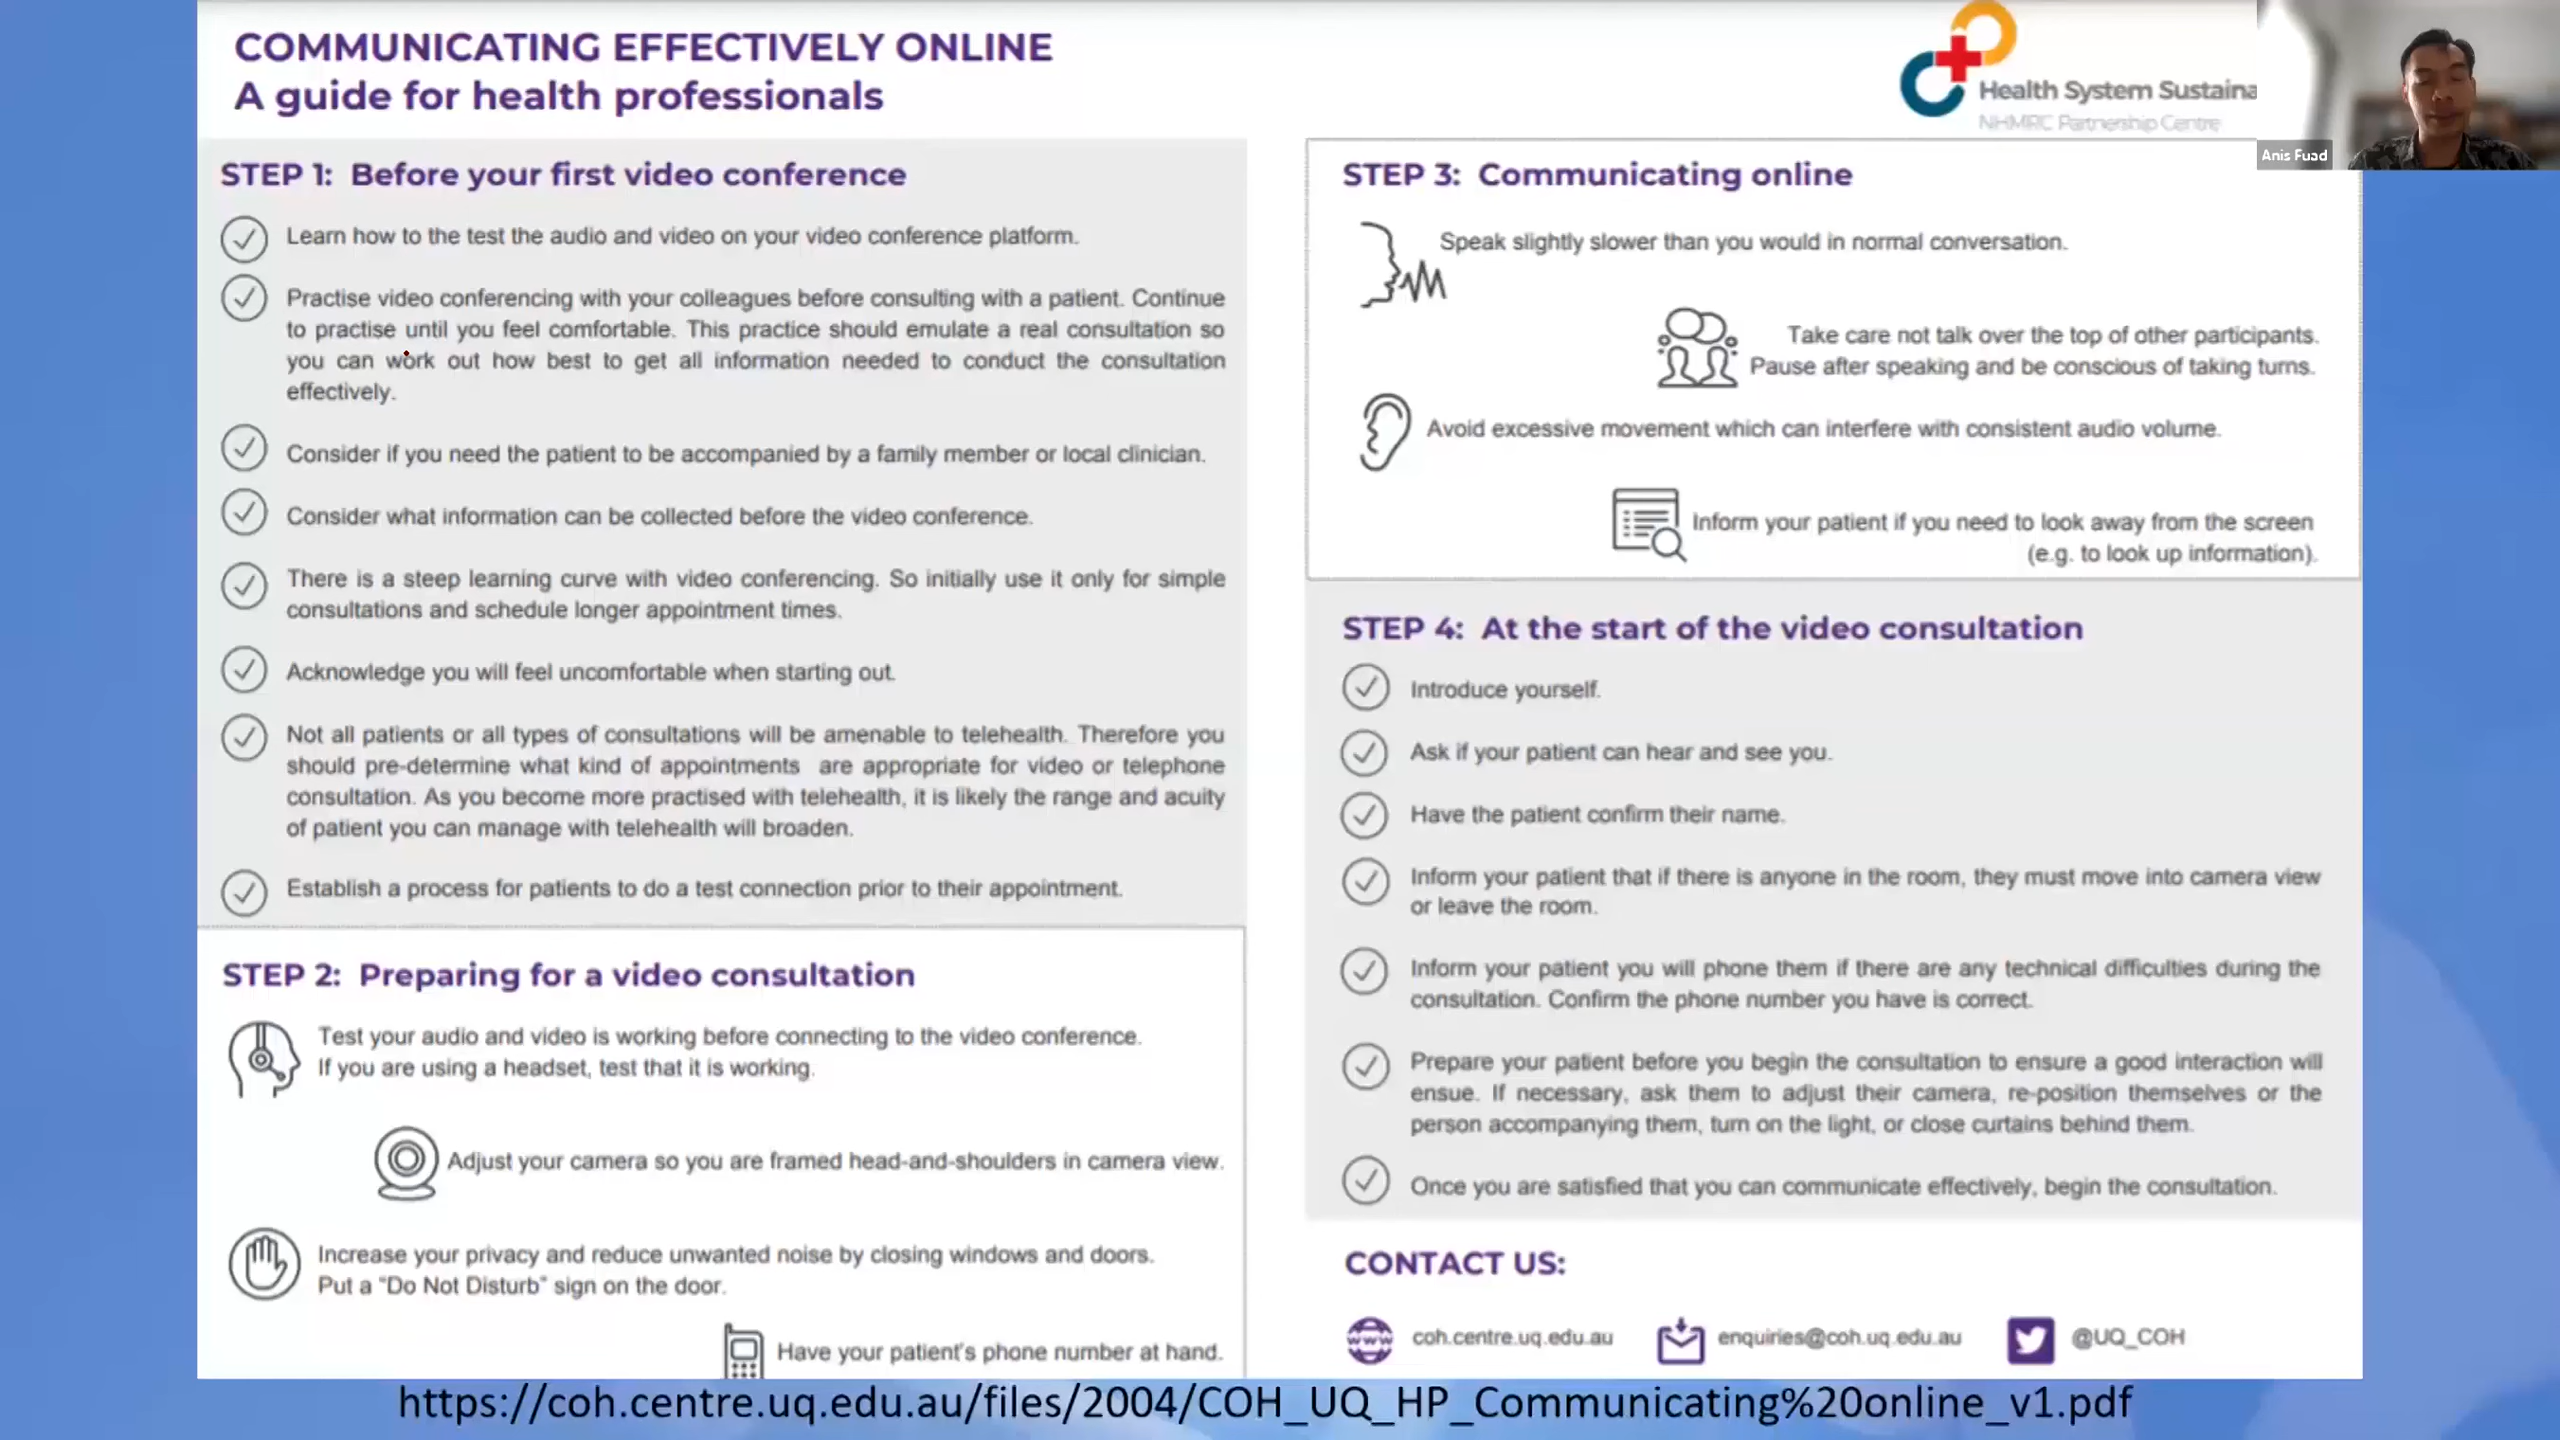 COMMUNICATING EFFECTIVELY ONLINE
A guide for health professionals
Health System Sustaina
NHMRC Partnership Centre
Anis Fuad
STEP 1: Before your first video conference
Learn how to the test the audio and video on your video conference platform.
Practise video conferencing with your colleagues before consulting with a patient. Continue
to practise until you feel comfortable. This practice should emulate a real consultation so
you can work out how best to get all information needed to conduct the consultation
effectively.
Consider if you need the patient to be accompanied by a family member or local clinician.
Consider what information can be collected before the video conference.
There is a steep learning curve with video conferencing. So initially use it only for simple
consultations and schedule longer appointment times.
Acknowledge you will feel uncomfortable when starting out.
Not all patients or all types of consultations will be amenable to telehealth. Therefore you
should pre-determine what kind of appointments are appropriate for video or telephone
consultation. As you become more practised with telehealth, it is likely the range and acuity
of patient you can manage with telehealth will broaden.
Establish a process for patients to do a test connection prior to their appointment.
STEP 2: Preparing for a video consultation
Test your audio and video is working before connecting to the video conference.
If you are using a headset, test that it is working.
Adjust your camera so you are framed head-and-shoulders in camera view.
Increase your privacy and reduce unwanted noise by closing windows and doors.
Put a "Do Not Disturb" sign on the door.
Have your patient's phone number at hand.
STEP 3: Communicating online
Speak slightly slower than you would in normal conversation.
Take care not talk over the top of other participants.
Pause after speaking and be conscious of taking turns.
Avoid excessive movement which can interfere with consistent audio volume.
Inform your patient if you need to look away from the screen
(e.g. to look up information).
STEP 4: At the start of the video consultation
Introduce yourself.
Ask if your patient can hear and see you.
Have the patient confirm their name.
Inform your patient that if there is anyone in the room, they must move into camera view
or leave the room.
Inform your patient you will phone them if there are any technical difficulties during the
consultation. Confirm the phone number you have is correct.
Prepare your patient before you begin the consultation to ensure a good interaction will
ensue. If necessary, ask them to adjust their camera, re-position themselves or the
person accompanying them, turn on the light, or close curtains behind them.
Once you are satisfied that you can communicate effectively, begin the consultation.
CONTACT US:
www
coh.centre.uq.edu.au
enquiries@coh.uq.edu.au
@UQ_COH
https://coh.centre.uq.edu.au/files/2004/COH_UQ_HP_Communicating%20online_v1.pdf